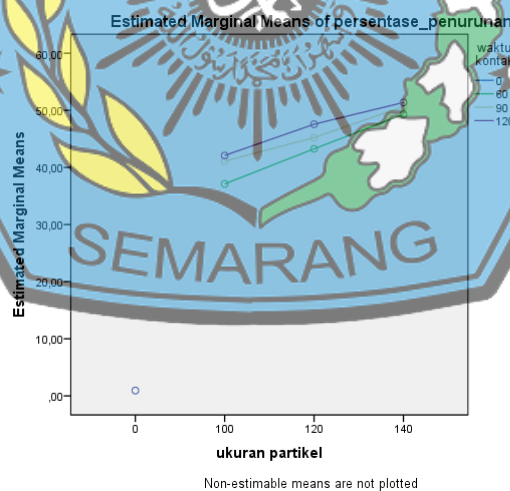 Estimated Marginal Means of persentase_penurunan
waktu
kontak
0
60
90
120
Estimated Marginal Means
60,00
50,00
40,00
30,00
20,00
10,00
,00
SEMARANG
0 100 120 140
ukuran partikel
Non-estimable means are not plotted